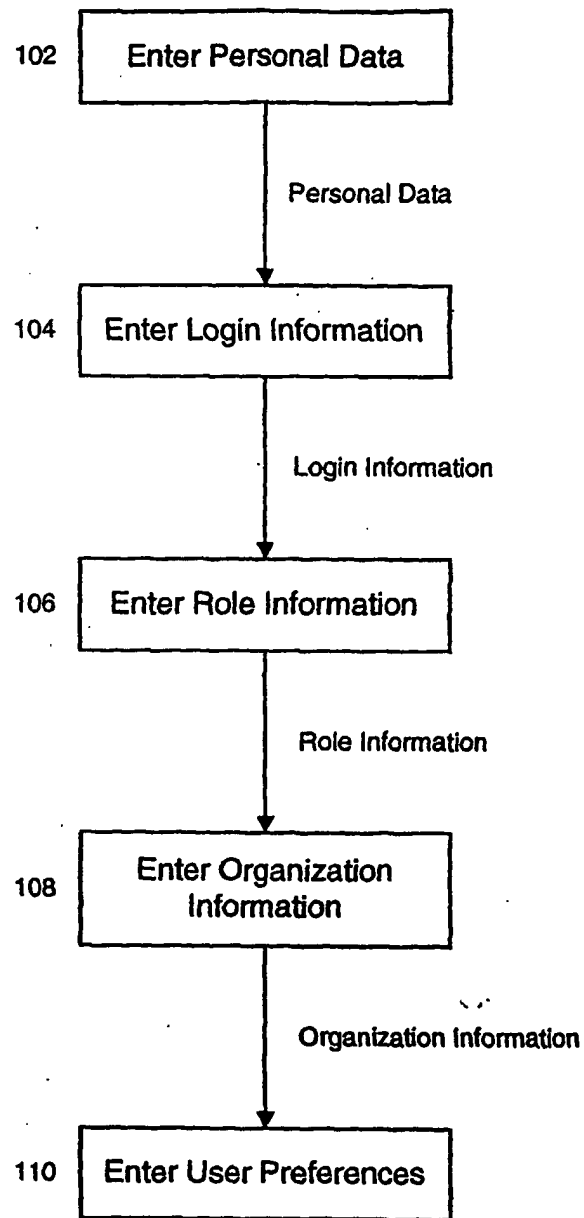 102
Enter Personal Data
Personal Data
104
Enter Login Information
Login Information
106
Enter Role Information
Role Information
108
Enter Organization
Information
Organization Information
110
Enter User Preferences